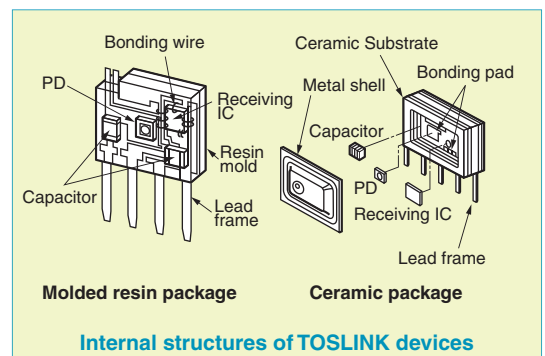 Bonding wire
PD
Receiving
IC
Resin
mold
Capacitor
Lead
frame
Molded resin package
Ceramic Substrate
Bonding pad
Metal shell
Capacitor
PD
Receiving IC
Lead frame
Ceramic package
Internal structures of TOSLINK devices